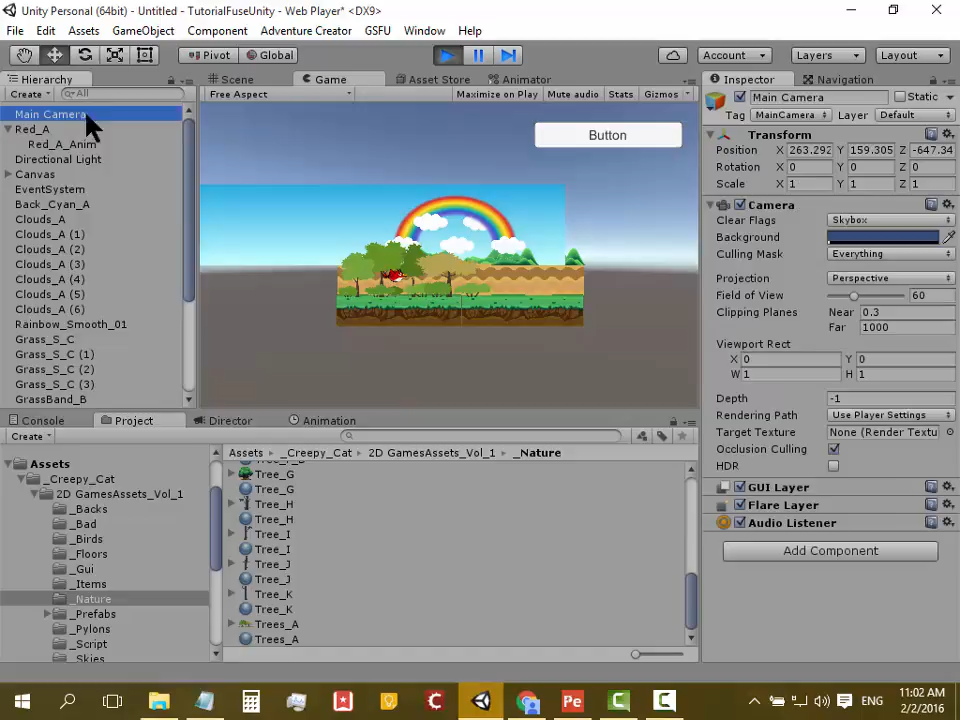 Unity Personal (64bit) - Untitled - TutorialFuseUnity - Web Player* <DX9>
File Edit Assets GameObject Component Adventure Creator GSFU Window Help
Pivot Global Account Layers Layout
Hierarchy Scene Game Asset Store Animator Inspector Navigation
Create All Free Aspect Maximize on Play Mute audio Stats Gizmos
Main Camera Static
Tag MainCamera Layer Default
Main Camera
Red_A
Red_A_Anim
Directional Light
Canvas
EventSystem
Back_Cyan_A
Clouds_A
Clouds_A (1)
Clouds_A (2)
Clouds_A (3)
Clouds_A (4)
Clouds_A (5)
Clouds_A (6)
Rainbow_Smooth_01
Grass_S_C
Grass_S_C (1)
Grass_S_C (2)
Grass_S_C (3)
GrassBand_B
Button
Transform
Position X 263.292 Y 159.305 Z -647.34
Rotation X 0 Y 0 Z 0
Scale X 1 Y 1 Z 1
Camera
Clear Flags Skybox
Background
Culling Mask Everything
Projection Perspective
Field of View 60
Clipping Planes Near 0.3
Far 1000
Viewport Rect
X 0 Y 0
W 1 H 1
Depth -1
Rendering Path Use Player Settings
Target Texture None (Render Textu
Occlusion Culling
HDR
GUI Layer
Flare Layer
Audio Listener
Add Component
Console Project Director Animation
Create
Assets
_Creepy_Cat
2D GamesAssets_Vol_1
_Backs
_Bad
_Birds
_Floors
_Gui
_Items
_Nature
_Prefabs
_Pylons
_Script
_Skies
Assets _Creepy_Cat 2D GamesAssets_Vol_1 _Nature
Tree_G
Tree_G
Tree_H
Tree_H
Tree_I
Tree_I
Tree_J
Tree_J
Tree_K
Tree_K
Trees_A
Trees_A
Pe
ENG
11:02 AM
2/2/2016